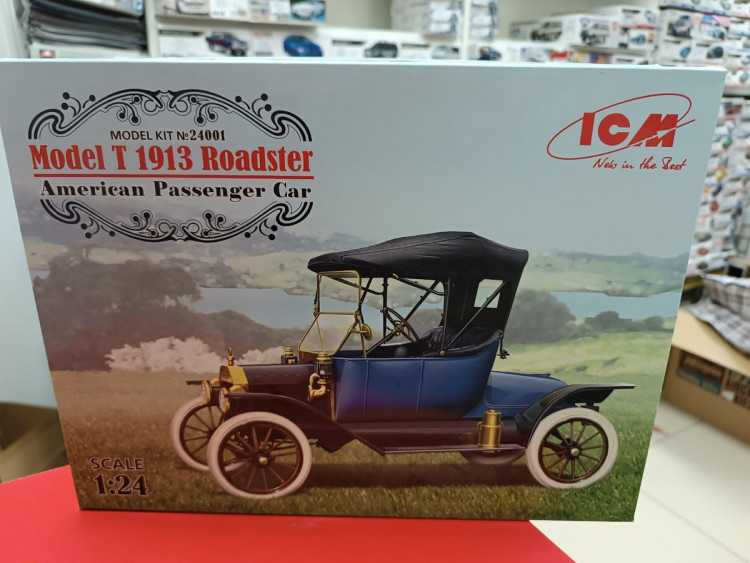 MODEL KIT №24001
Model T 1913 Roadster
American Passenger Car
ICM
New in the Best
SCALE
1:24